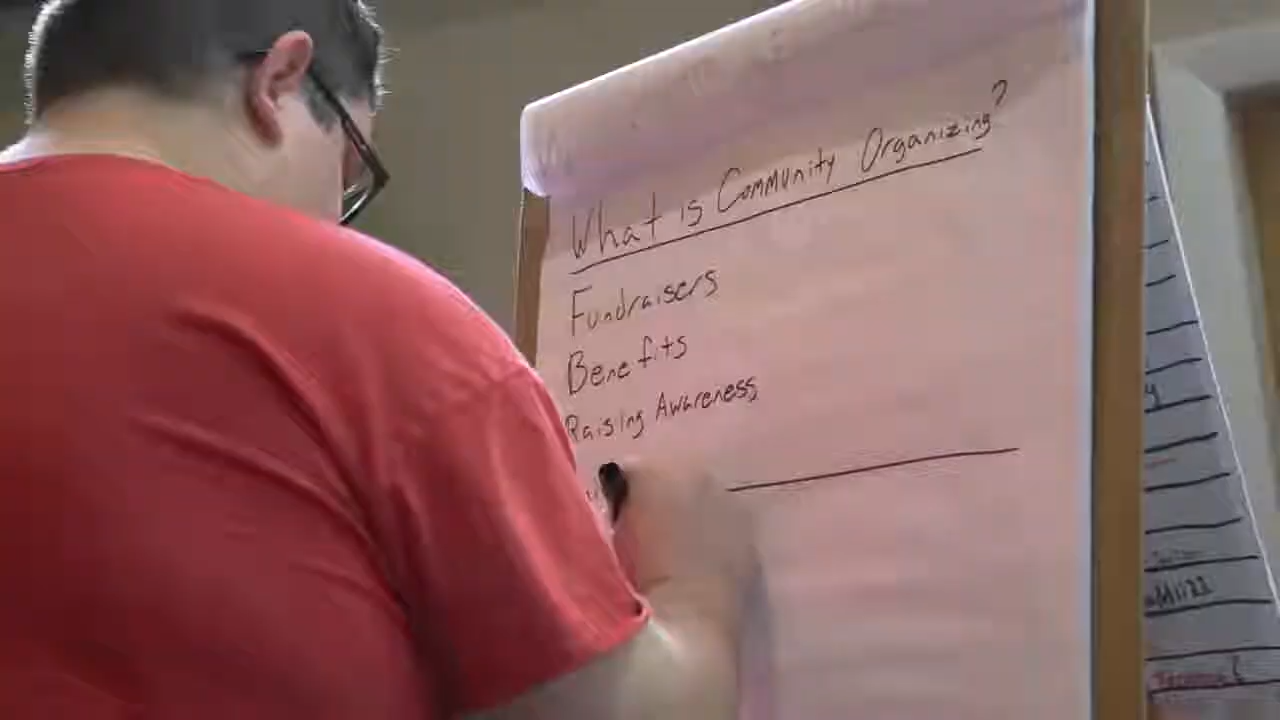 What is Community Organizing?
Fundraisers
Benefits
Raising Awareness